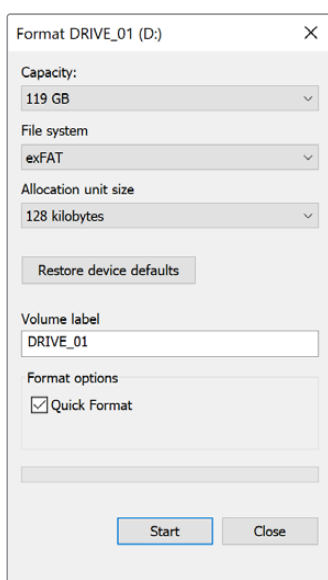 Format DRIVE_01 (D:)
Capacity:
119 GB
File system
exFAT
Allocation unit size
128 kilobytes
Restore device defaults
Volume label
DRIVE_01
Format options
Quick Format
Start Close